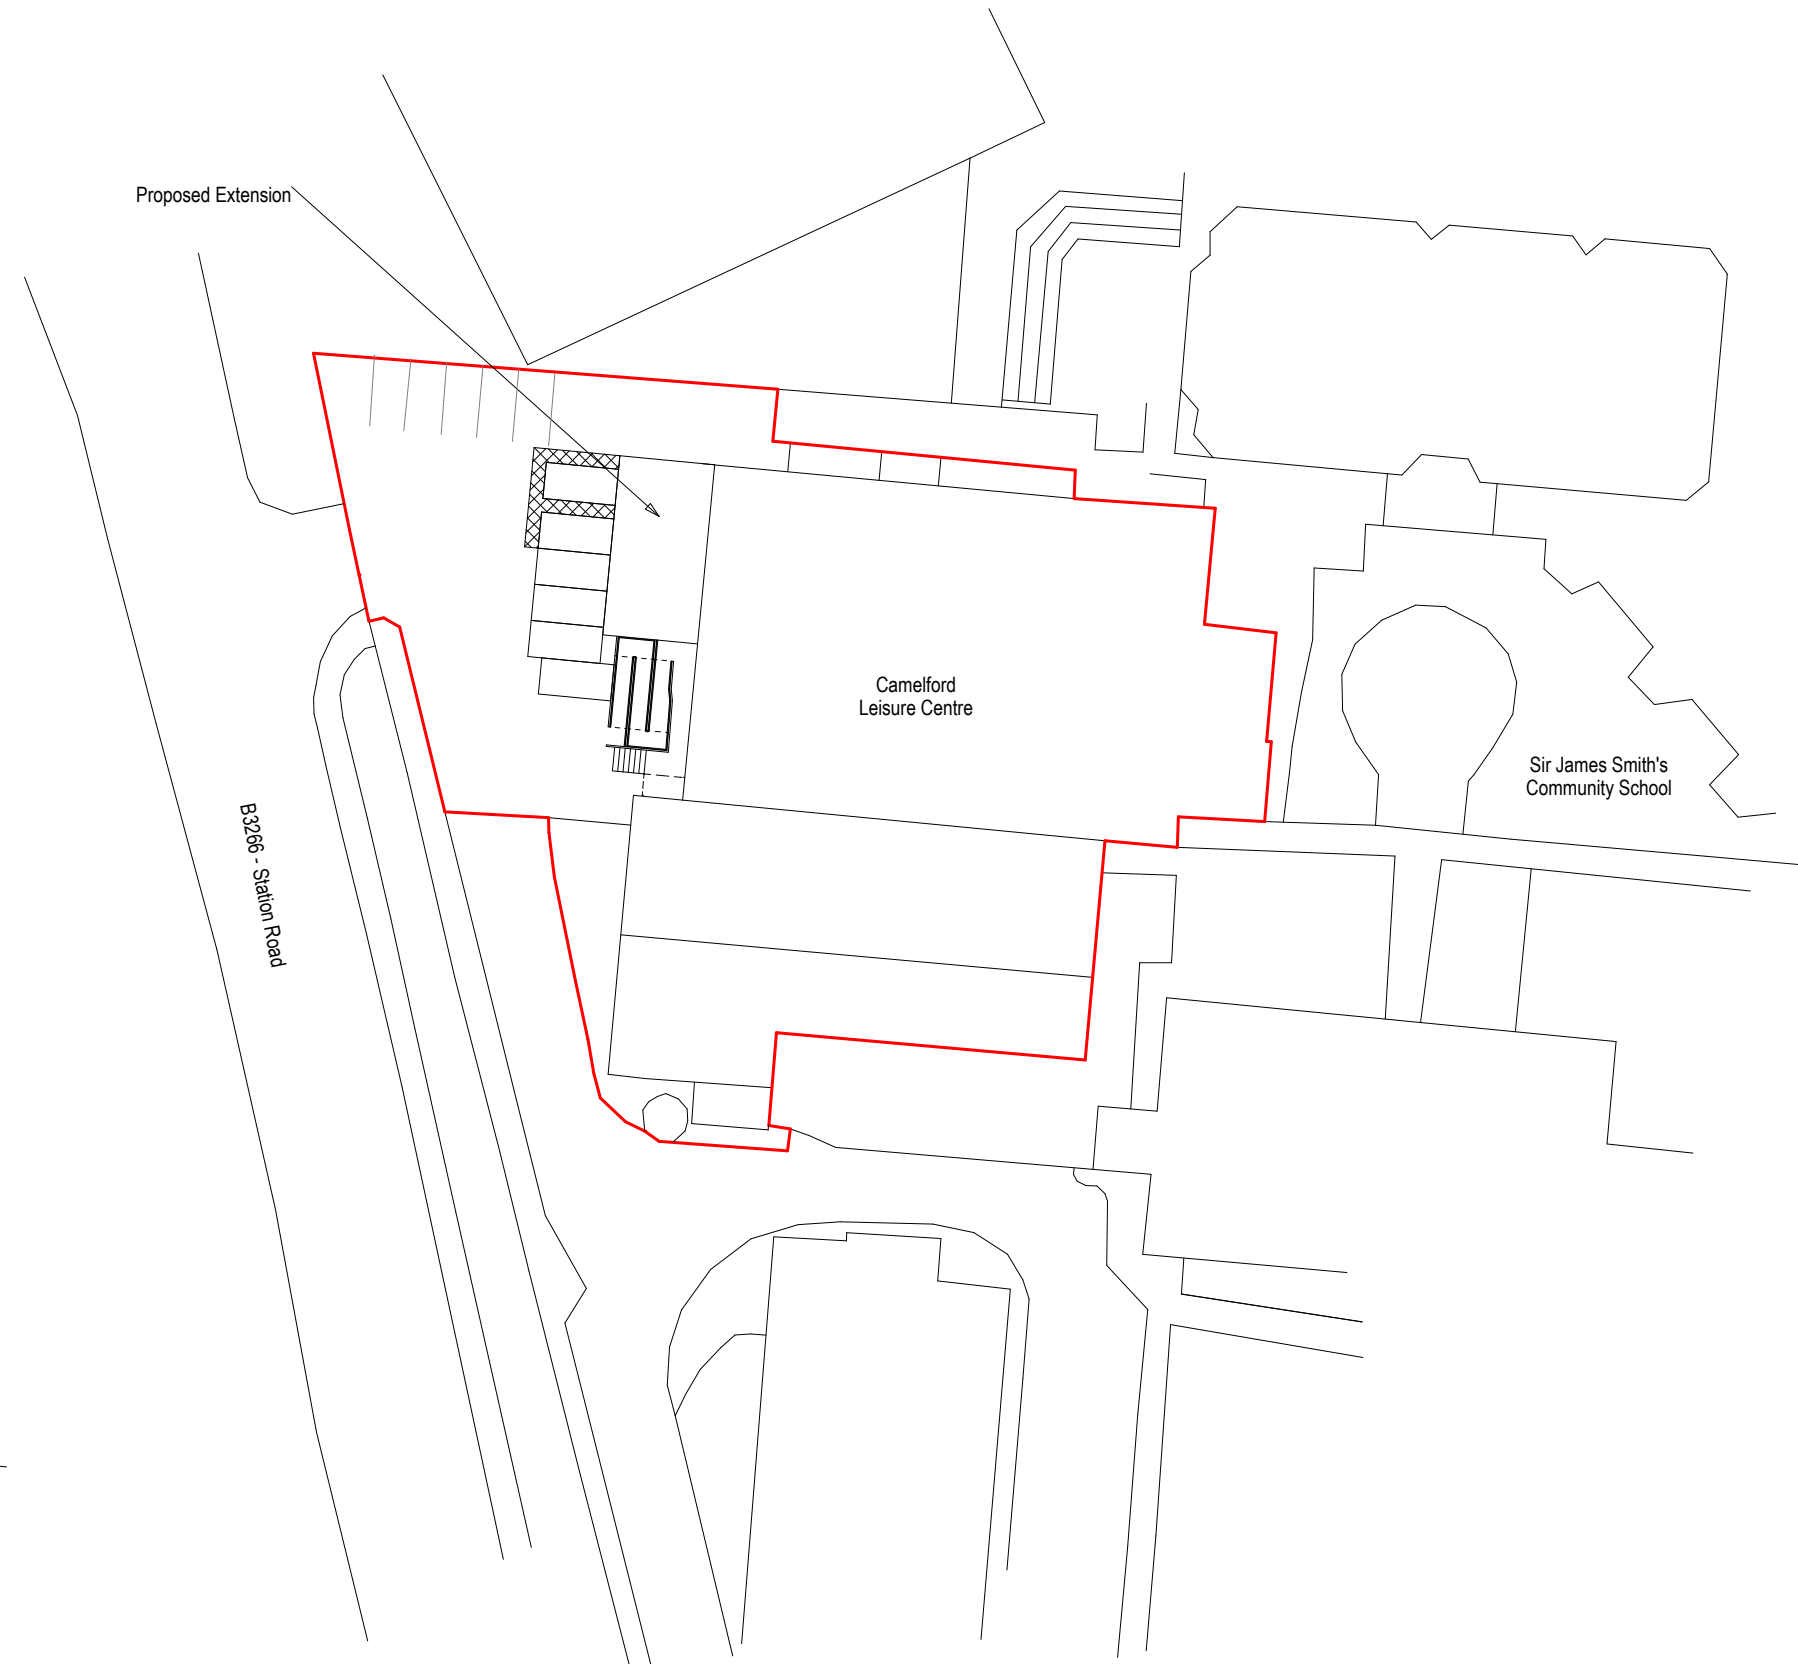 Proposed Extension
Camelford
Leisure Centre
Sir James Smith's
Community School
B3266 - Station Road